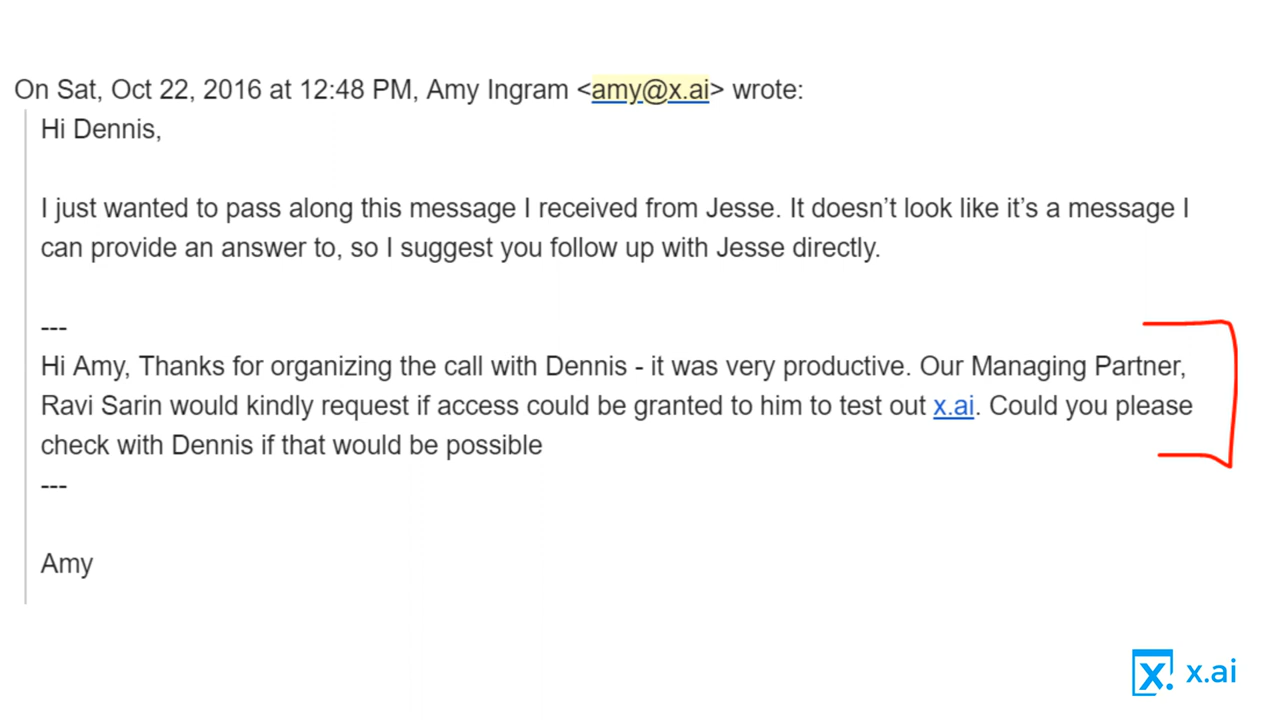 On Sat, Oct 22, 2016 at 12:48 PM, Amy Ingram <amy@x.ai> wrote:
Hi Dennis,
I just wanted to pass along this message I received from Jesse. It doesn’t look like it’s a message I
can provide an answer to, so I suggest you follow up with Jesse directly.
---
Hi Amy, Thanks for organizing the call with Dennis - it was very productive. Our Managing Partner,
Ravi Sarin would kindly request if access could be granted to him to test out x.ai. Could you please
check with Dennis if that would be possible
---
Amy
x. x.ai